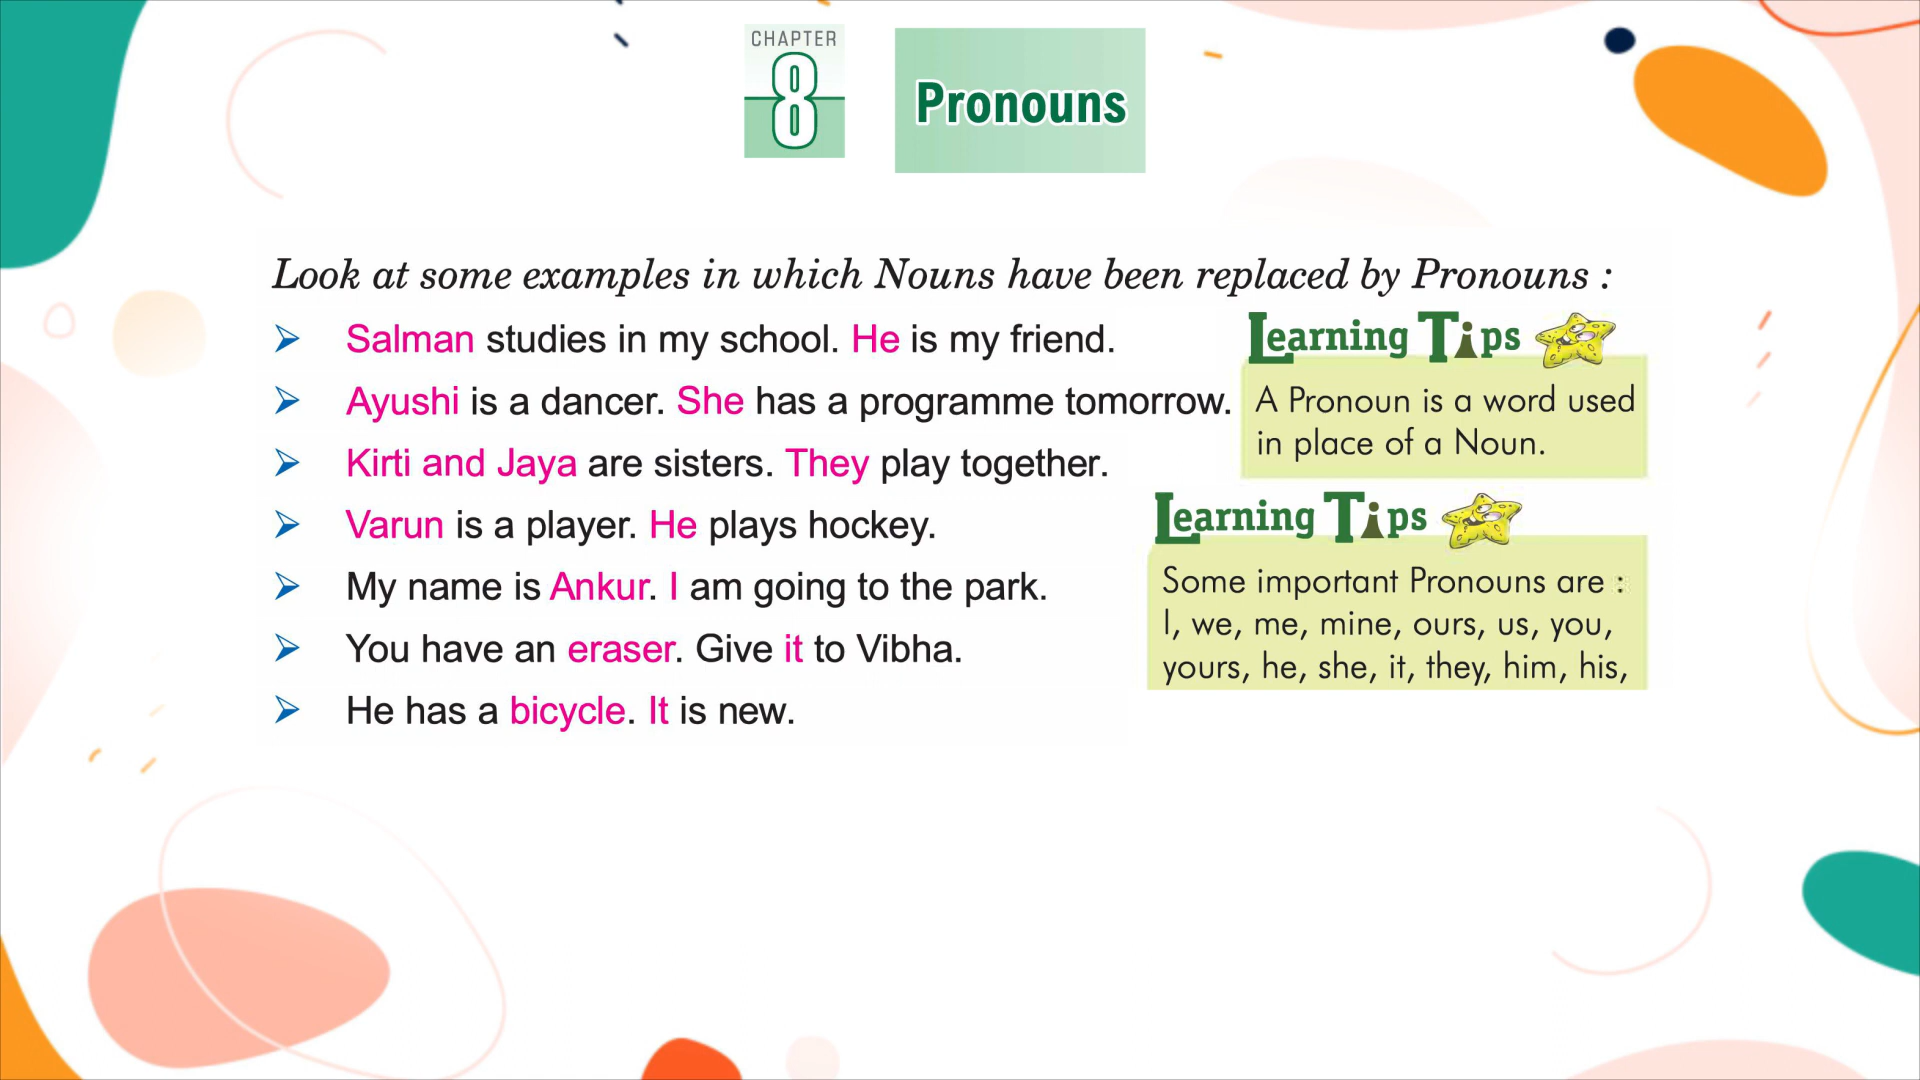 CHAPTER
8
Pronouns
Look at some examples in which Nouns have been replaced by Pronouns :
Salman studies in my school. He is my friend.
Ayushi is a dancer. She has a programme tomorrow.
Kirti and Jaya are sisters. They play together.
Varun is a player. He plays hockey.
My name is Ankur. I am going to the park.
You have an eraser. Give it to Vibha.
He has a bicycle. It is new.
Learning Tips
A Pronoun is a word used
in place of a Noun.
Learning Tips
Some important Pronouns are :
I, we, me, mine, ours, us, you,
yours, he, she, it, they, him, his,